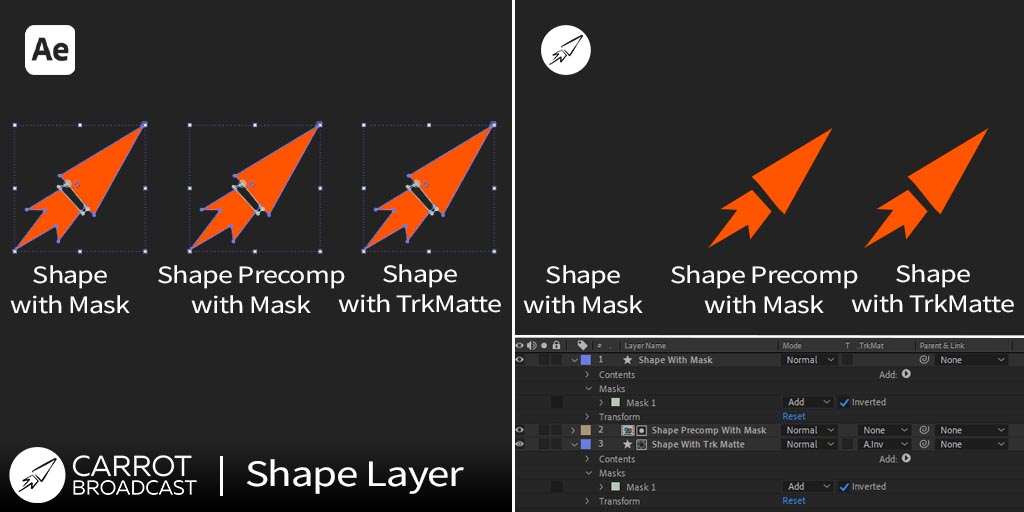 Ae
Shape
with Mask
Shape Precomp
with Mask
Shape
with TrkMatte
CARROT
BROADCAST | Shape Layer
Shape
with Mask
Shape Precomp
with Mask
Shape
with TrkMatte
# . Layer Name Mode T .TrkMat Parent & Link
1 Shape With Mask Normal None
Contents Add:
Masks
Mask 1 Add Inverted
Transform Reset
2 Shape Precomp With Mask Normal None None
3 Shape With Trk Matte Normal A.Inv None
Contents Add:
Masks
Mask 1 Add Inverted
Transform Reset